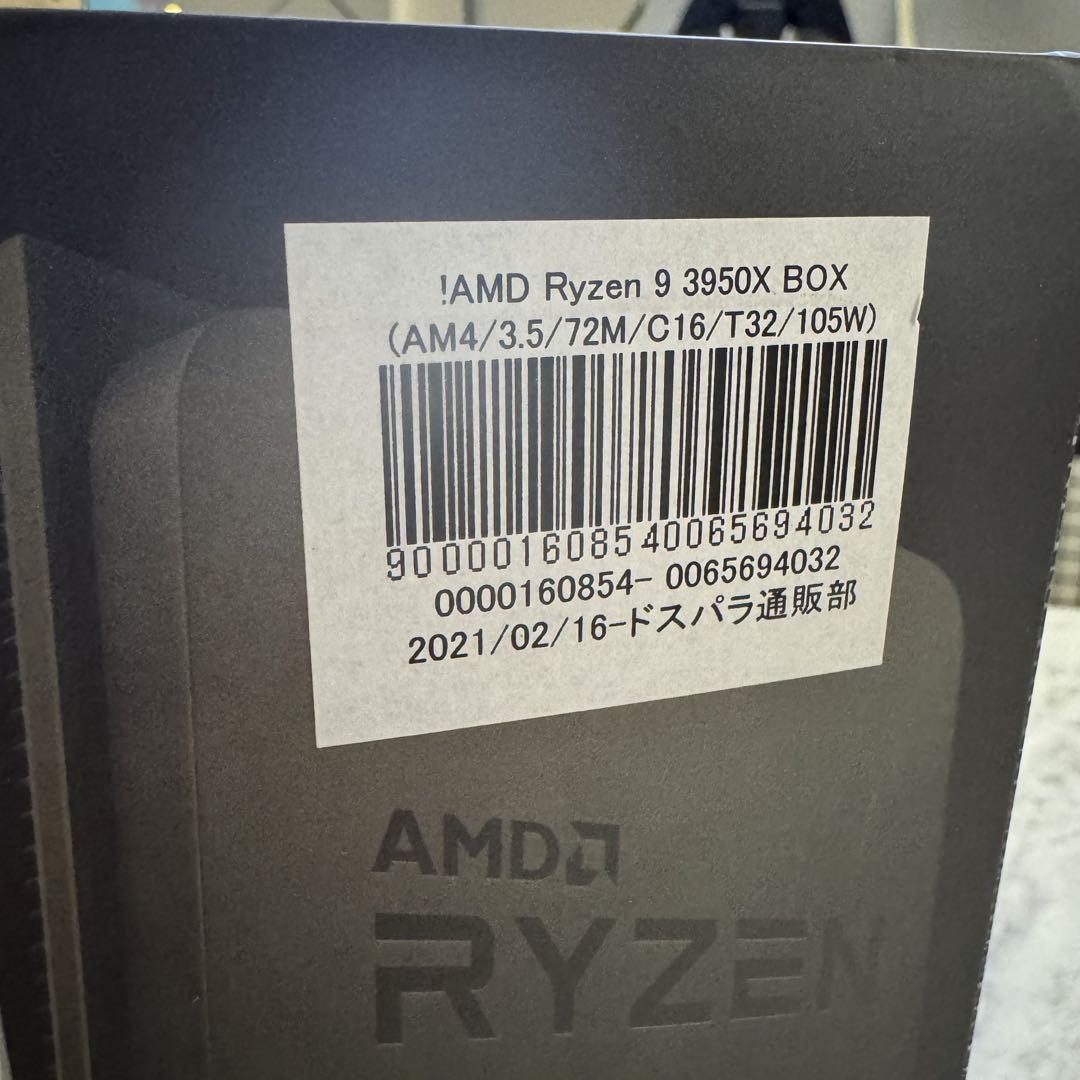 !AMD Ryzen 9 3950X BOX
(AM4/3.5/72M/C16/T32/105W)
900001608540065694032
0000160854- 0065694032
2021/02/16-ドスパラ通販部
AMD
RYZEN